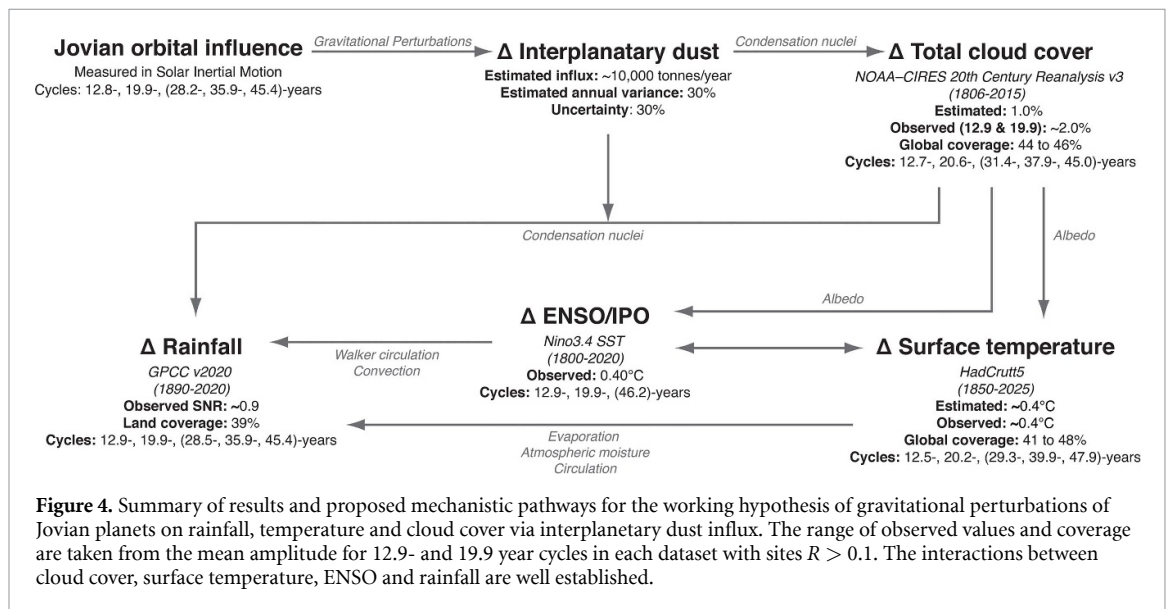 Jovian orbital influence
Measured in Solar Inertial Motion
Cycles: 12.8-, 19.9-, (28.2-, 35.9-, 45.4)-years
Gravitational Perturbations
Δ Interplanatary dust
Estimated influx: ~10,000 tonnes/year
Estimated annual variance: 30%
Uncertainty: 30%
Condensation nuclei
Δ Total cloud cover
NOAA–CIRES 20th Century Reanalysis v3
(1806-2015)
Estimated: 1.0%
Observed (12.9 & 19.9): ~2.0%
Global coverage: 44 to 46%
Cycles: 12.7-, 20.6-, (31.4-, 37.9-, 45.0)-years
Condensation nuclei
Albedo
Albedo
Δ ENSO/IPO
Nino3.4 SST
(1800-2020)
Observed: 0.40°C
Cycles: 12.9-, 19.9-, (46.2)-years
Δ Rainfall
GPCC v2020
(1890-2020)
Observed SNR: ~0.9
Land coverage: 39%
Cycles: 12.9-, 19.9-, (28.5-, 35.9-, 45.4)-years
Walker circulation
Convection
Δ Surface temperature
HadCrutt5
(1850-2025)
Estimated: ~0.4°C
Observed: ~0.4°C
Global coverage: 41 to 48%
Cycles: 12.5-, 20.2-, (29.3-, 39.9-, 47.9)-years
Evaporation
Atmospheric moisture
Circulation
Figure 4. Summary of results and proposed mechanistic pathways for the working hypothesis of gravitational perturbations of
Jovian planets on rainfall, temperature and cloud cover via interplanetary dust influx. The range of observed values and coverage
are taken from the mean amplitude for 12.9- and 19.9 year cycles in each dataset with sites R > 0.1. The interactions between
cloud cover, surface temperature, ENSO and rainfall are well established.